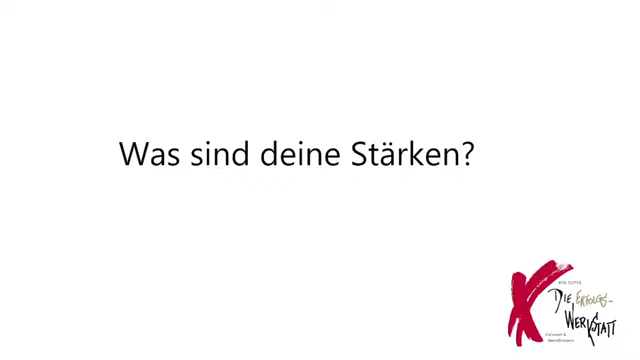 Was sind deine Stärken?
DIE ERFOLGS-
WERKSTATT